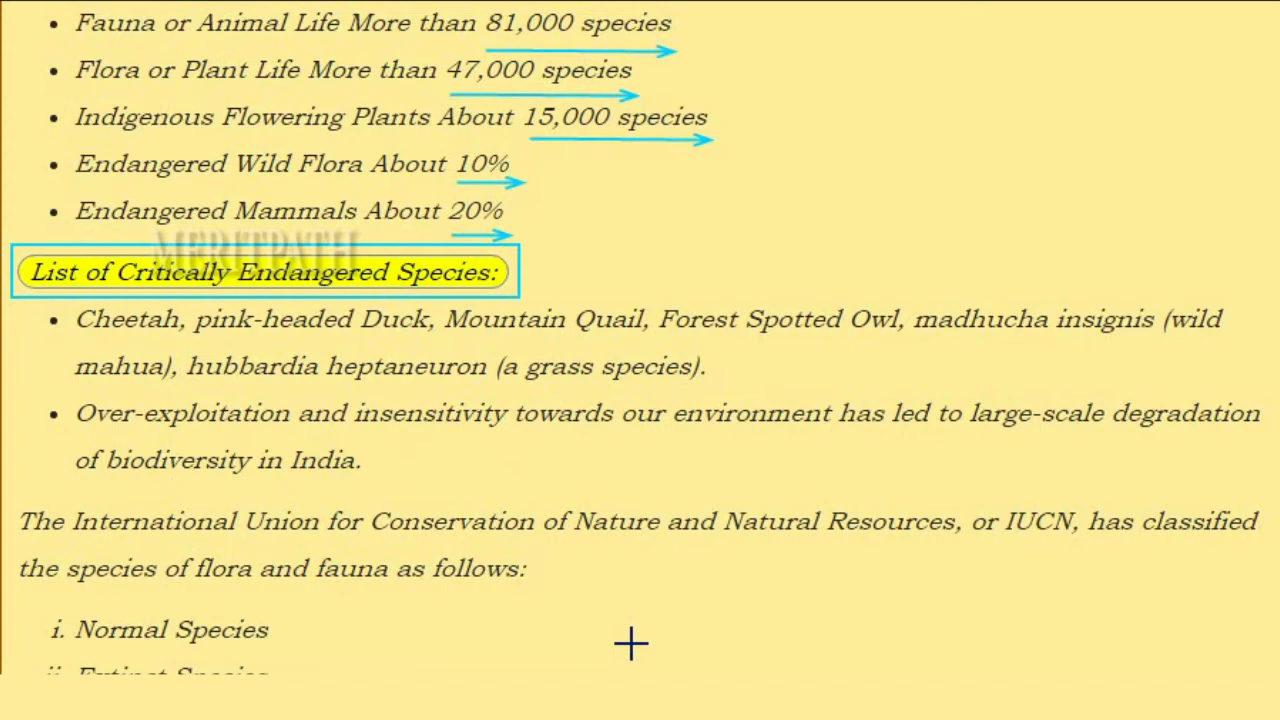 • Fauna or Animal Life More than 81,000 species
• Flora or Plant Life More than 47,000 species
• Indigenous Flowering Plants About 15,000 species
• Endangered Wild Flora About 10%
• Endangered Mammals About 20%
MERITPATH
List of Critically Endangered Species:
• Cheetah, pink-headed Duck, Mountain Quail, Forest Spotted Owl, madhucha insignis (wild
mahua), hubbardia heptaneuron (a grass species).
• Over-exploitation and insensitivity towards our environment has led to large-scale degradation
of biodiversity in India.
The International Union for Conservation of Nature and Natural Resources, or IUCN, has classified
the species of flora and fauna as follows:
i. Normal Species
ii. Extinct Species